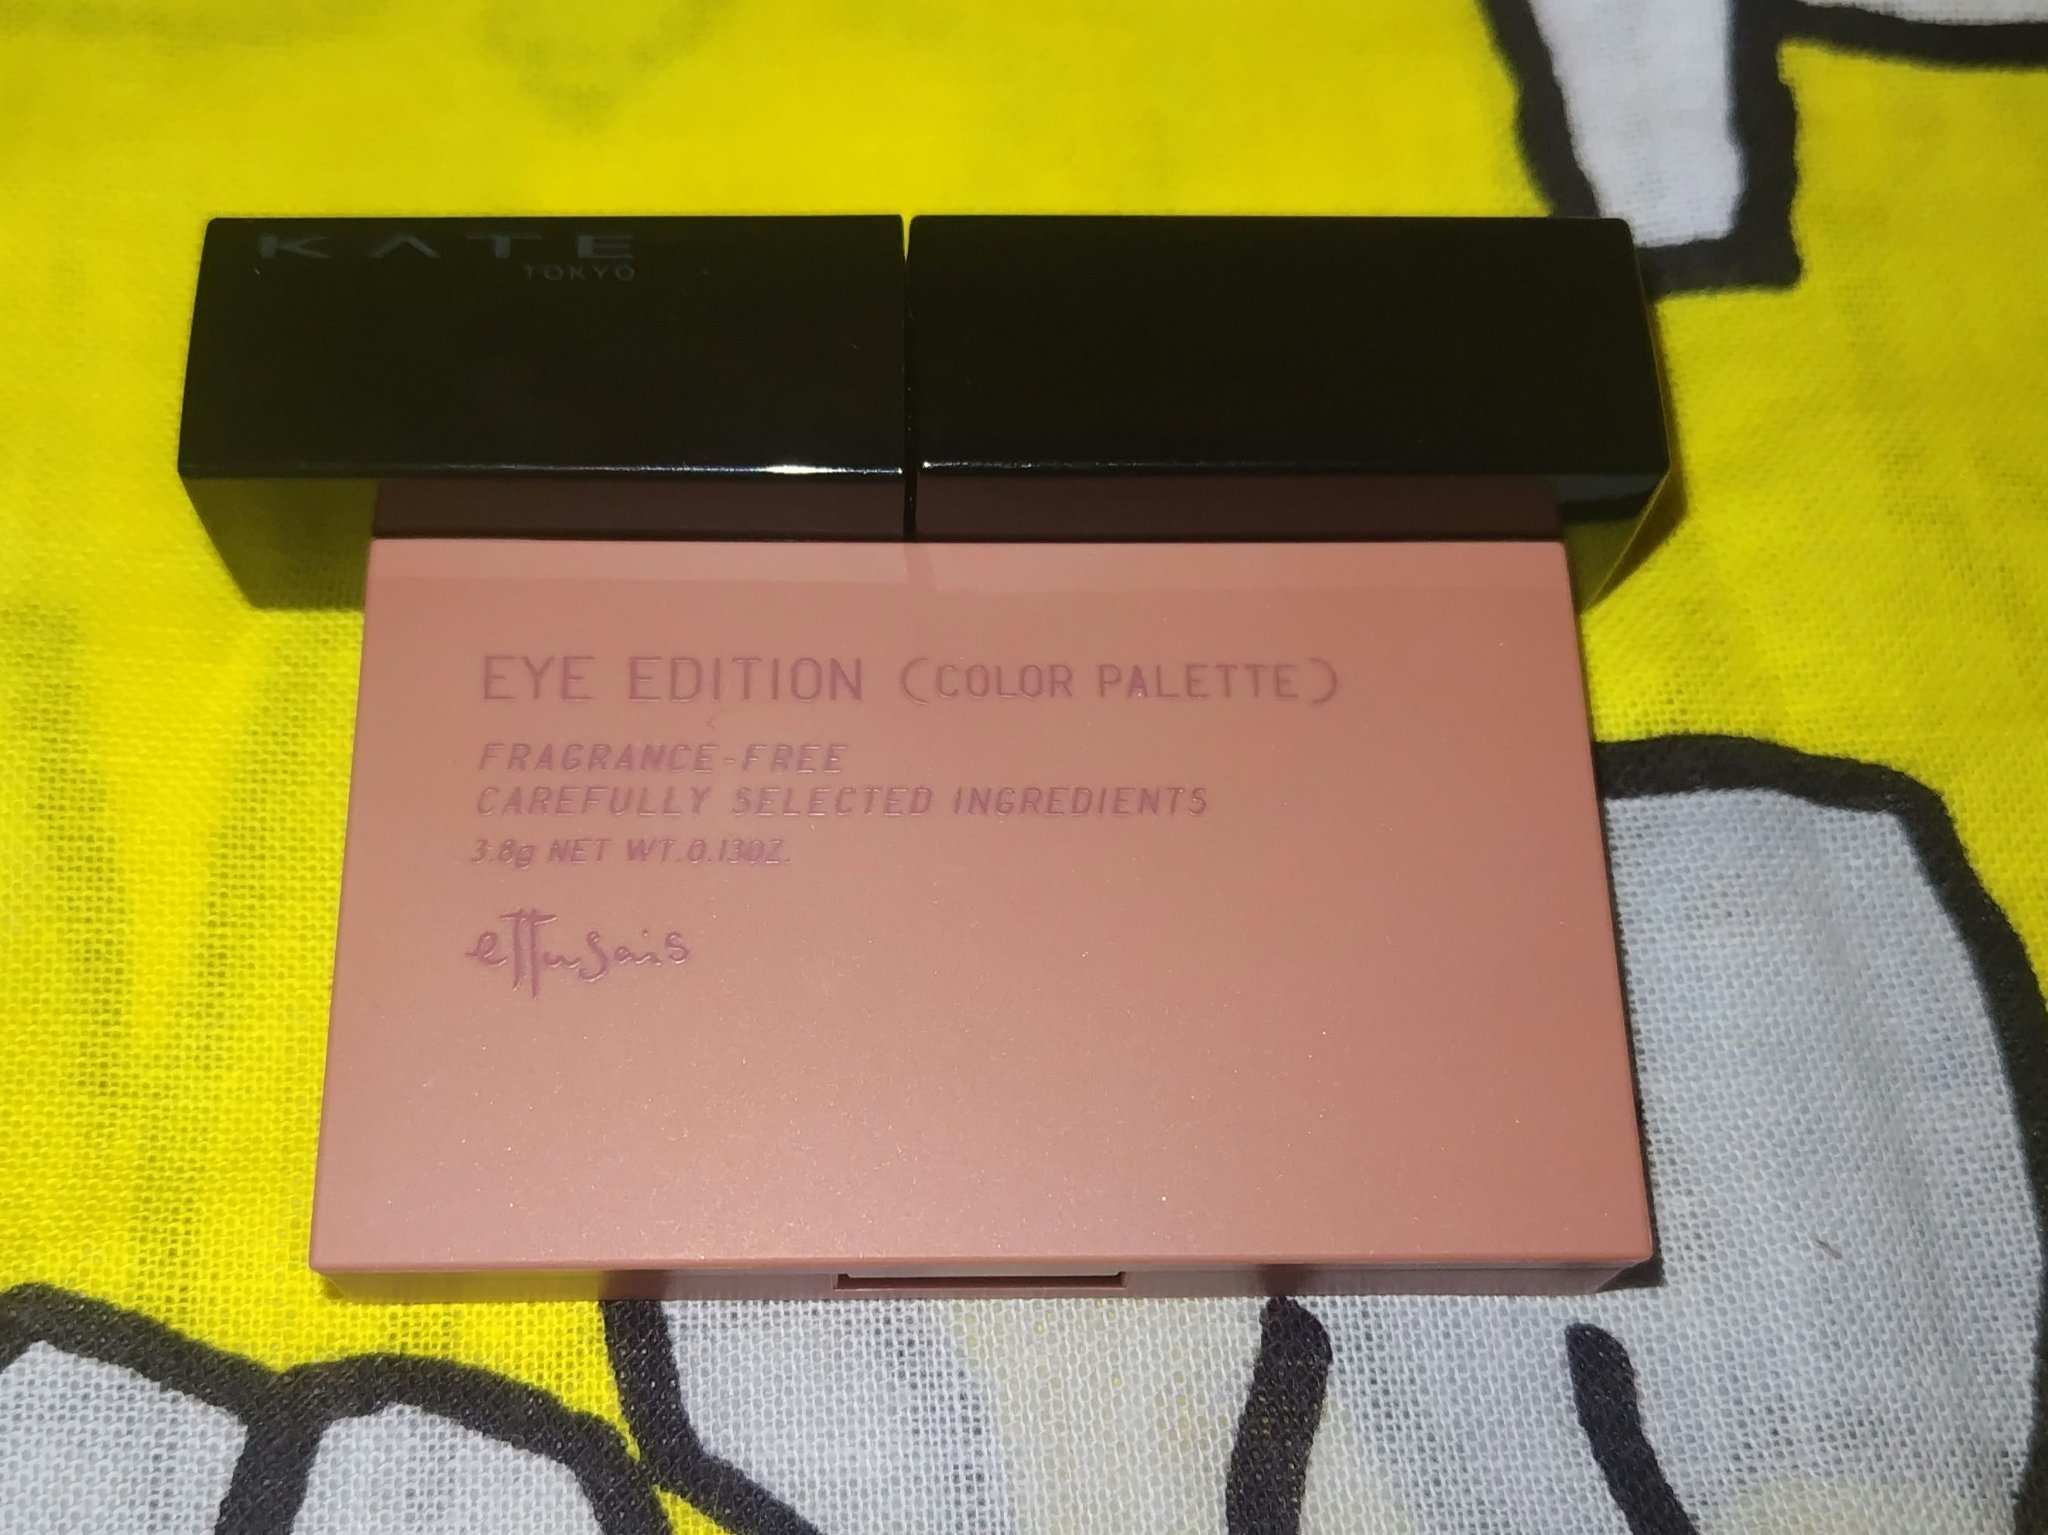 KATE
TOKYO
EYE EDITION (COLOR PALETTE)
FRAGRANCE-FREE
CAREFULLY SELECTED INGREDIENTS
3.8g NET WT.0.13OZ.
ettusais